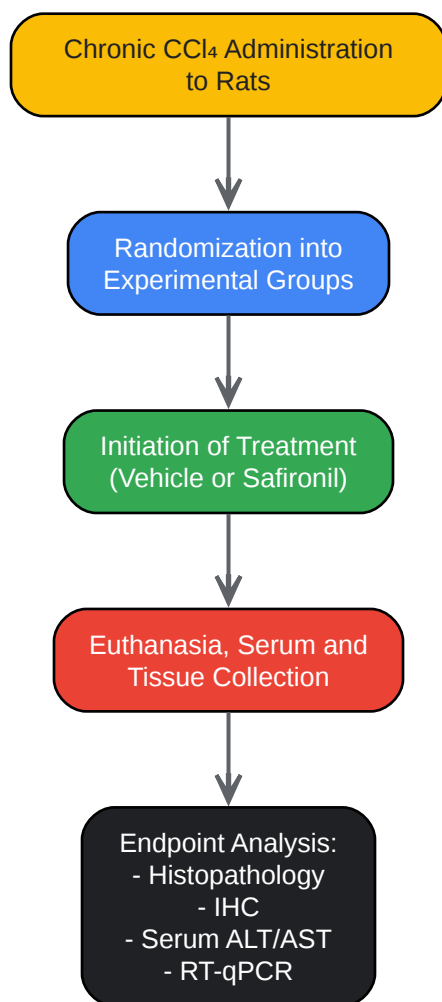 Chronic CCl₄ Administration
to Rats
Randomization into
Experimental Groups
Initiation of Treatment
(Vehicle or Safironil)
Euthanasia, Serum and
Tissue Collection
Endpoint Analysis:
- Histopathology
- IHC
- Serum ALT/AST
- RT-qPCR